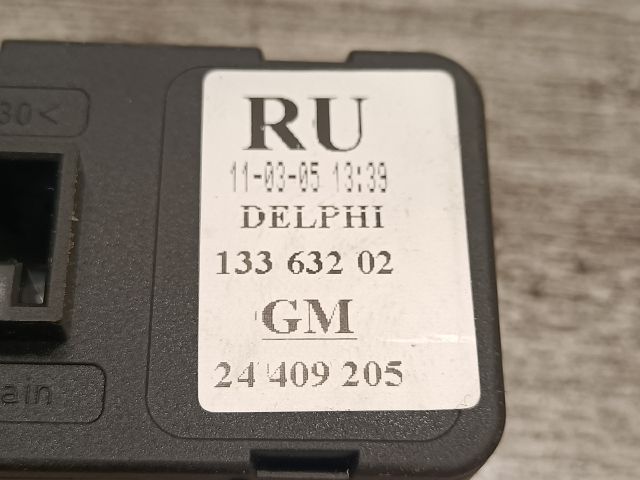 30<
RU
11-03-05 13:39
DELPHI
133 632 02
GM
24 409 205
ain